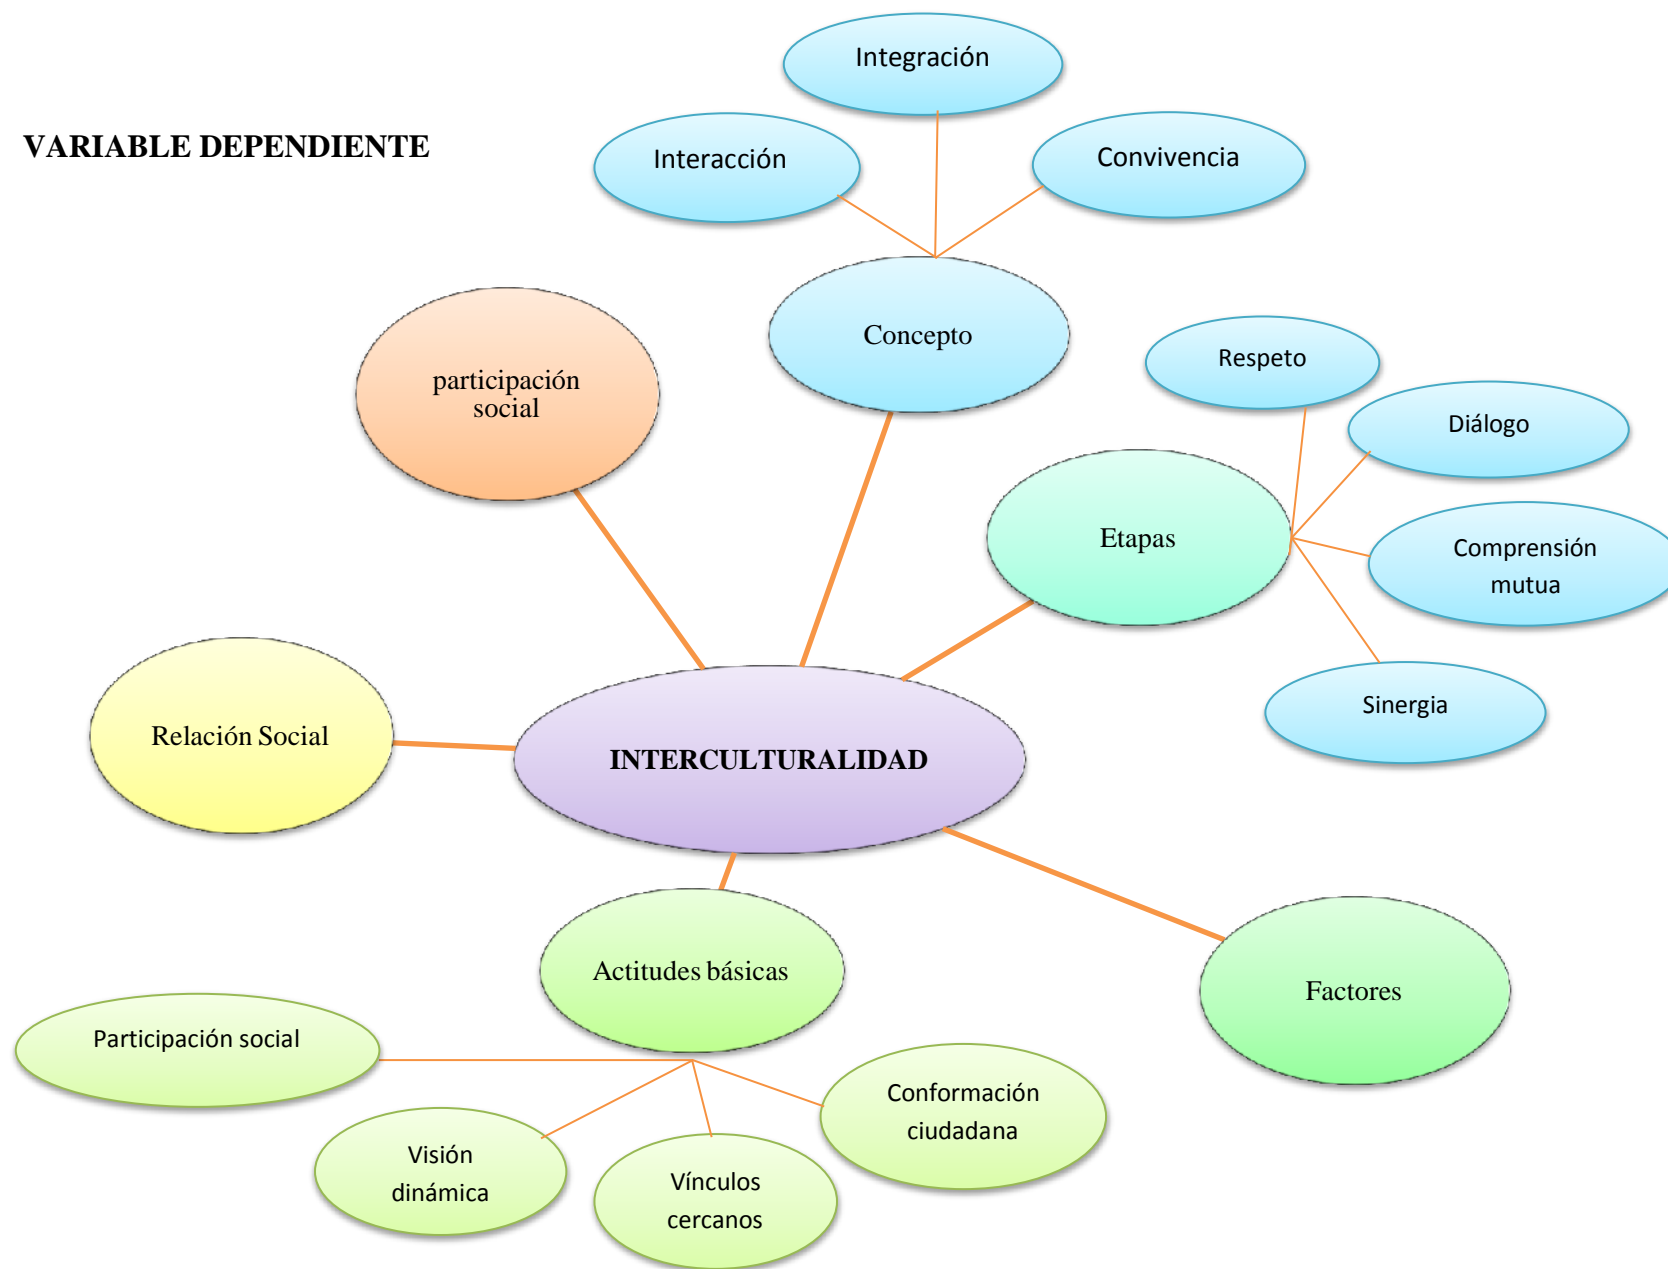 Integración
VARIABLE DEPENDIENTE
Interacción
Convivencia
Concepto
Respeto
participación
social
Diálogo
Etapas
Comprensión
mutua
Sinergia
Relación Social
INTERCULTURALIDAD
Actitudes básicas
Factores
Participación social
Conformación
ciudadana
Visión
dinámica
Vínculos
cercanos